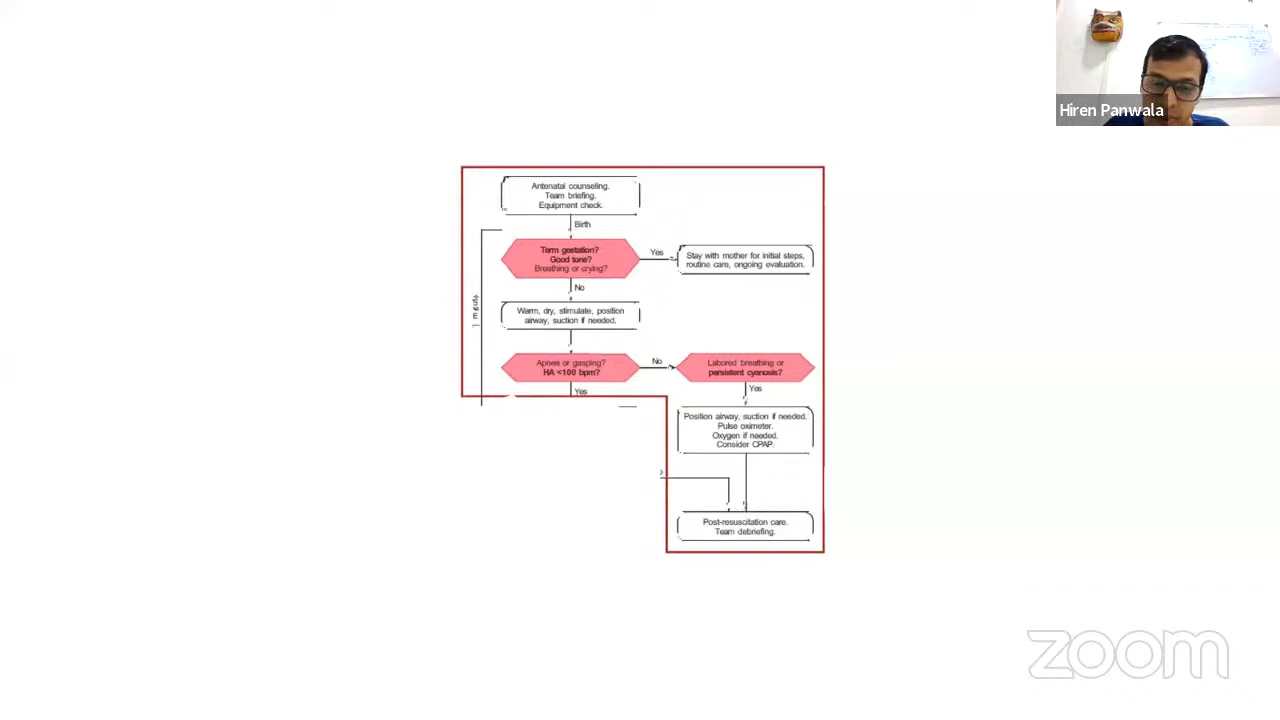 Hiren Panwala
Antenatal counseling.
Team briefing.
Equipment check.
Birth
Term gestation?
Good tone?
Breathing or crying?
Yes
Stay with mother for initial steps,
routine care, ongoing evaluation.
No
Warm, dry, stimulate, position
airway, suction if needed.
Apnea or gasping?
HA <100 bpm?
No
Labored breathing or
persistent cyanosis?
Yes
Yes
Position airway, suction if needed.
Pulse oximeter.
Oxygen if needed.
Consider CPAP.
Post-resuscitation care.
Team debriefing.
zoom